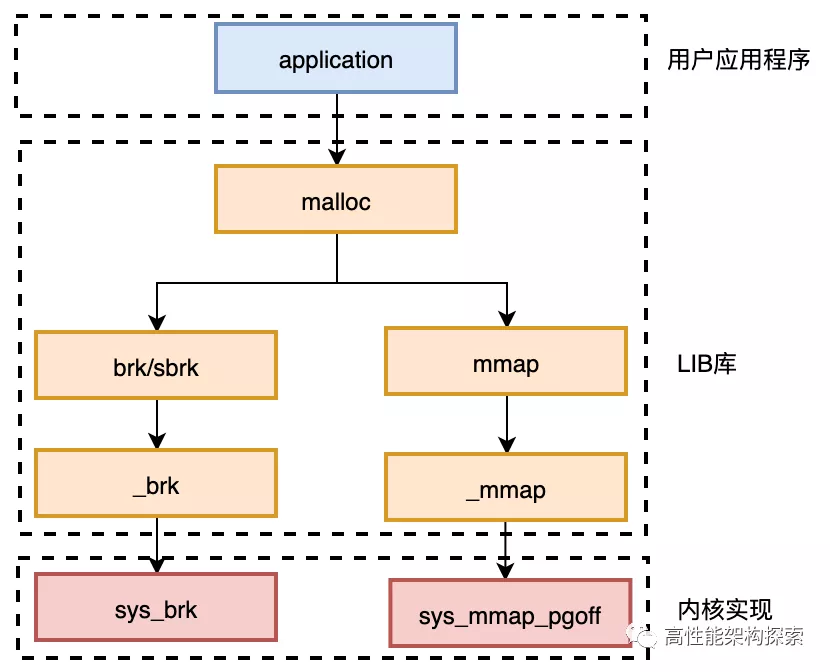 application
用户应用程序
malloc
brk/sbrk
mmap
LIB库
_brk
_mmap
sys_brk
sys_mmap_pgoff
内核实现
高性能架构探索